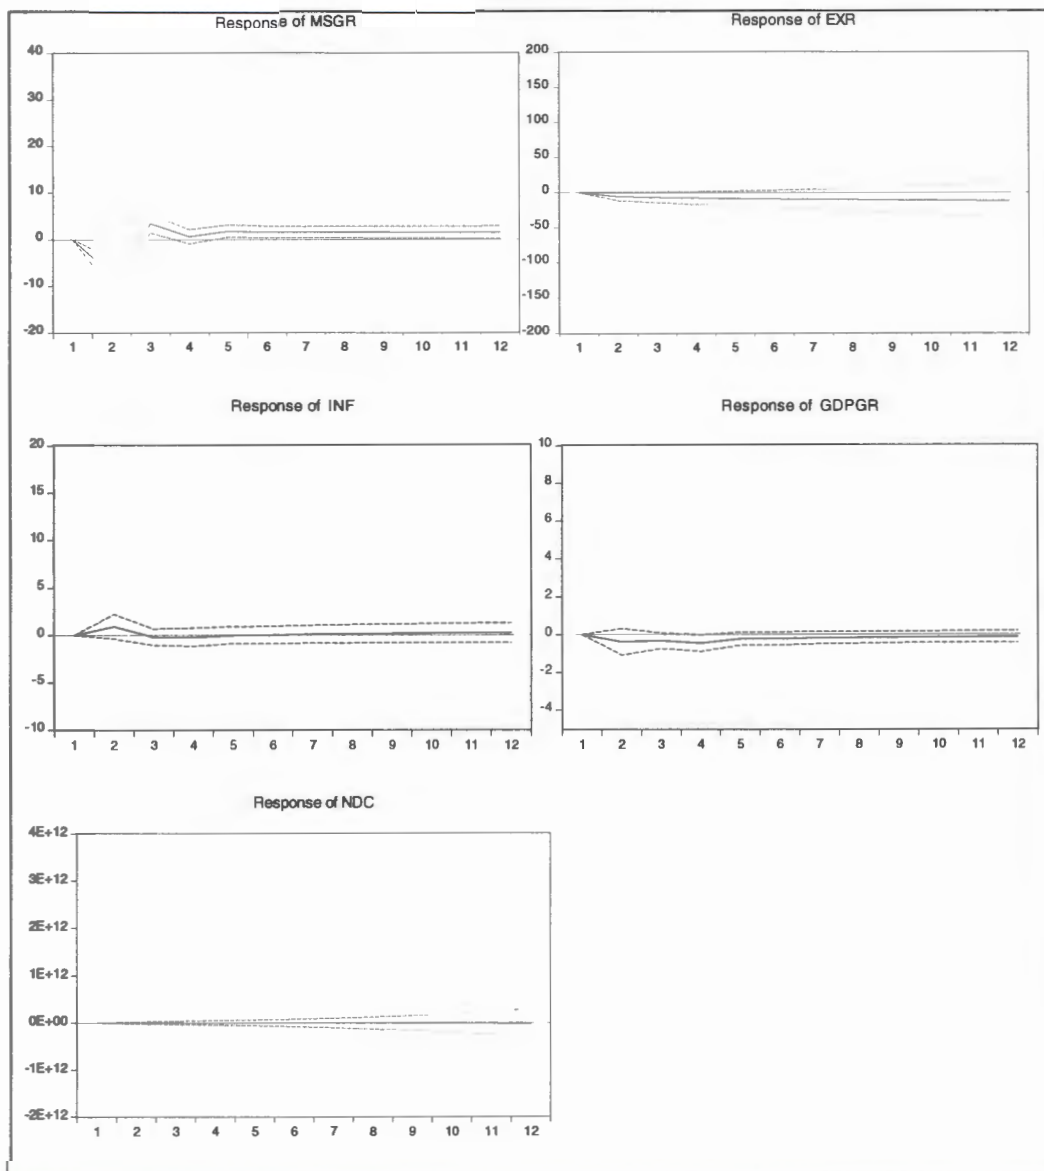 Response of MSGR
40
30
20
10
0
-10
-20
1 2 3 4 5 6 7 8 9 10 11 12
Response of EXR
200
150
100
50
0
-50
-100
-150
-200
1 2 3 4 5 6 7 8 9 10 11 12
Response of INF
20
15
10
5
0
-5
-10
1 2 3 4 5 6 7 8 9 10 11 12
Response of GDPGR
10
8
6
4
2
0
-2
-4
1 2 3 4 5 6 7 8 9 10 11 12
Response of NDC
4E+12
3E+12
2E+12
1E+12
0E+00
-1E+12
-2E+12
1 2 3 4 5 6 7 8 9 10 11 12